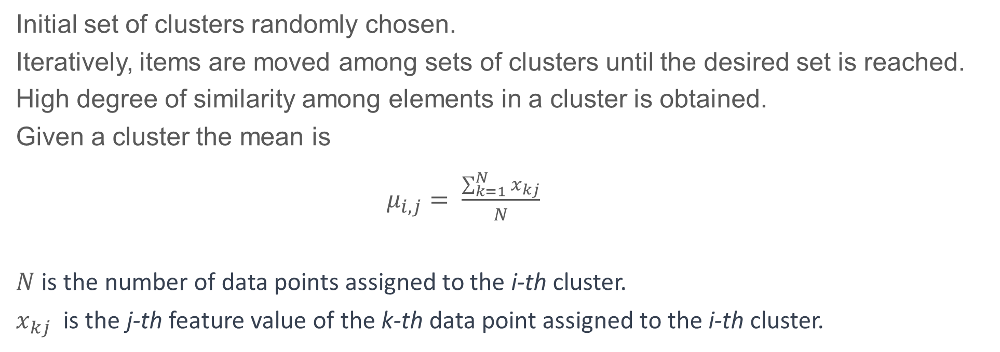 Initial set of clusters randomly chosen.
Iteratively, items are moved among sets of clusters until the desired set is reached.
High degree of similarity among elements in a cluster is obtained.
Given a cluster the mean is
μ_{i,j} = \frac{\sum_{k=1}^{N} x_{kj}}{N}
N is the number of data points assigned to the i-th cluster.
x_{kj} is the j-th feature value of the k-th data point assigned to the i-th cluster.